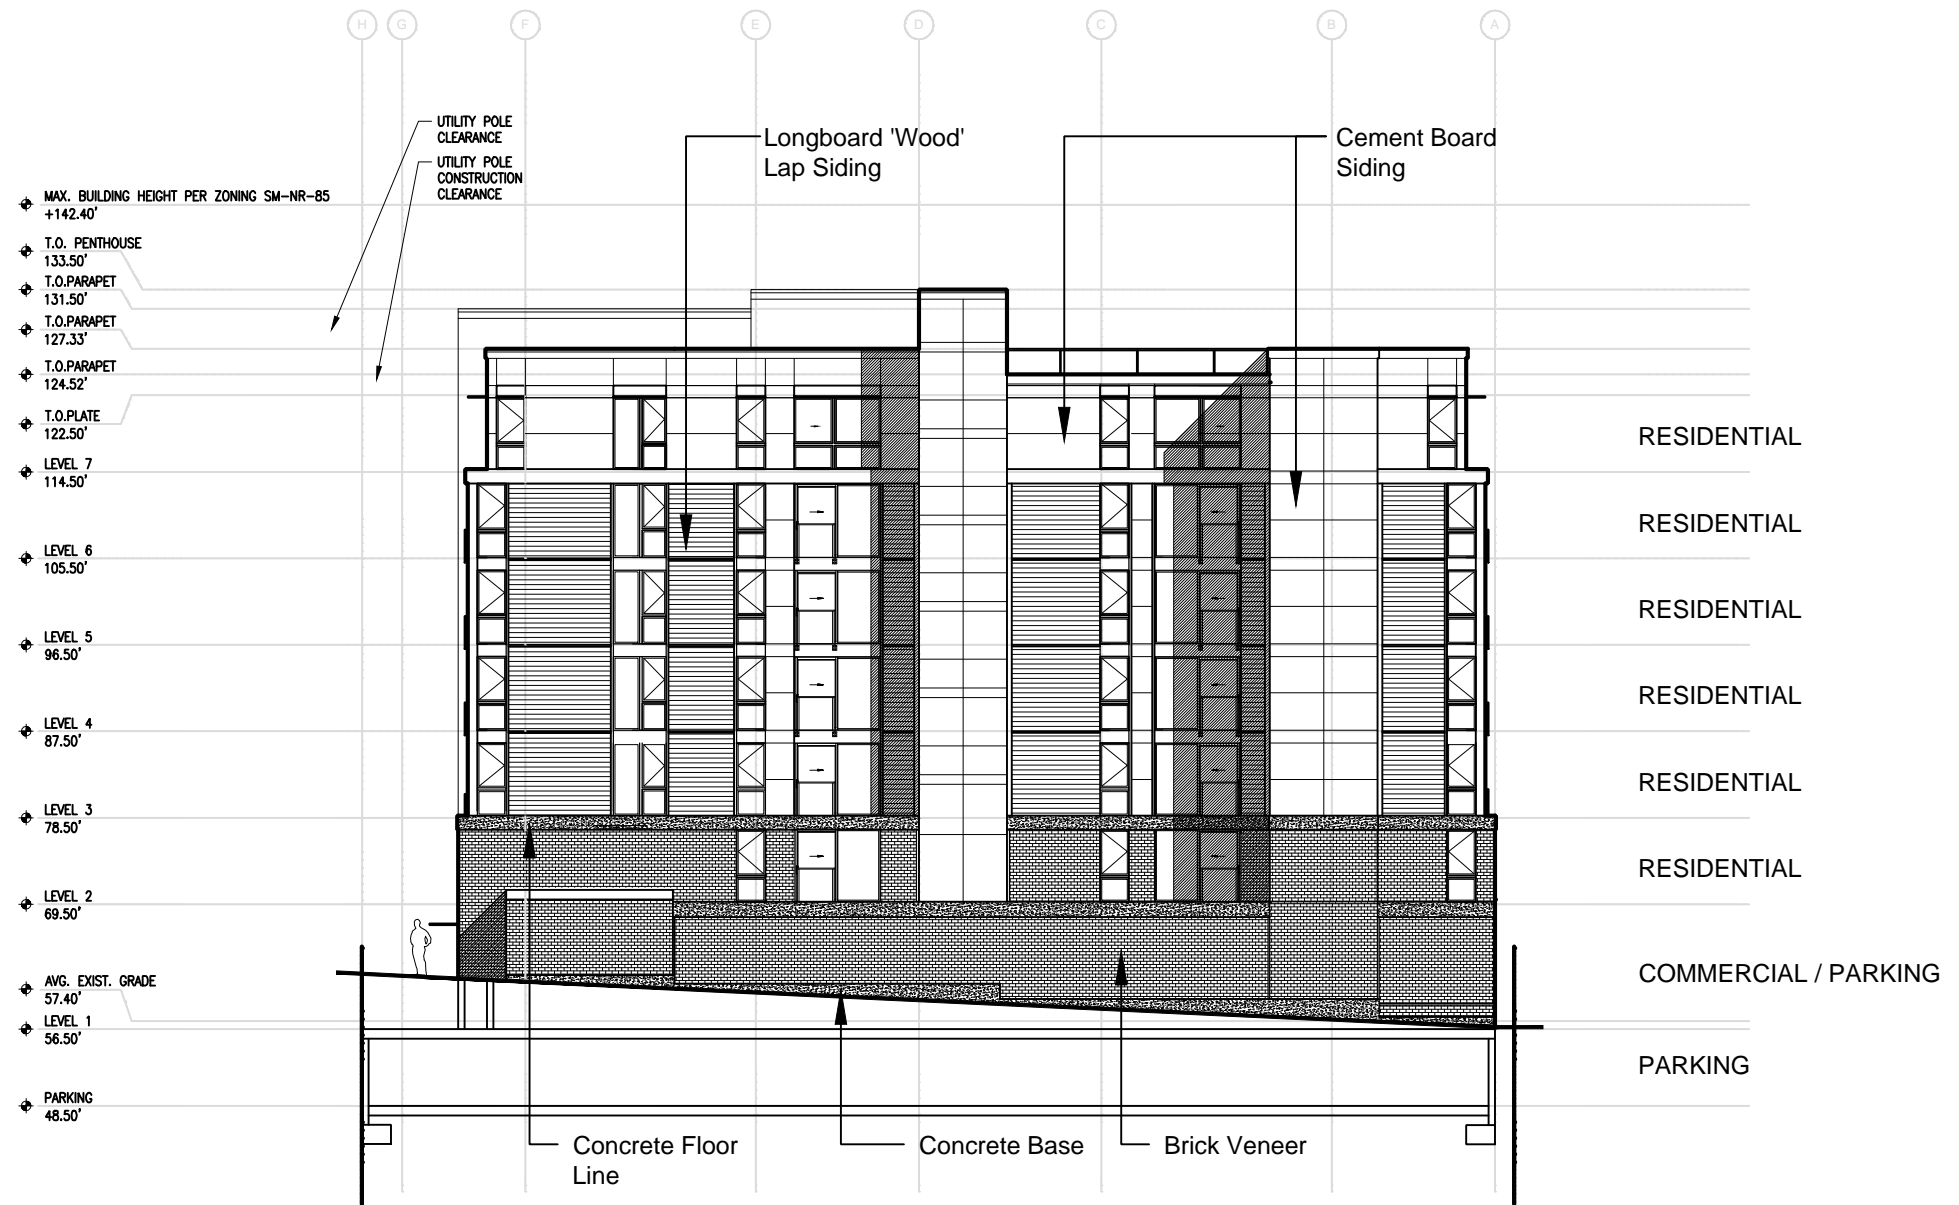 H
G
F
E
D
C
B
A
UTILITY POLE
CLEARANCE
UTILITY POLE
CONSTRUCTION
CLEARANCE
Longboard 'Wood'
Lap Siding
Cement Board
Siding
MAX. BUILDING HEIGHT PER ZONING SM-NR-85
+142.40'
T.O. PENTHOUSE
133.50'
T.O.PARAPET
131.50'
T.O.PARAPET
127.33'
T.O.PARAPET
124.52'
T.O.PLATE
122.50'
RESIDENTIAL
LEVEL 7
114.50'
RESIDENTIAL
LEVEL 6
105.50'
RESIDENTIAL
LEVEL 5
96.50'
RESIDENTIAL
LEVEL 4
87.50'
RESIDENTIAL
LEVEL 3
78.50'
RESIDENTIAL
LEVEL 2
69.50'
COMMERCIAL / PARKING
AVG. EXIST. GRADE
57.40'
LEVEL 1
56.50'
PARKING
PARKING
48.50'
Concrete Floor
Line
Concrete Base
Brick Veneer